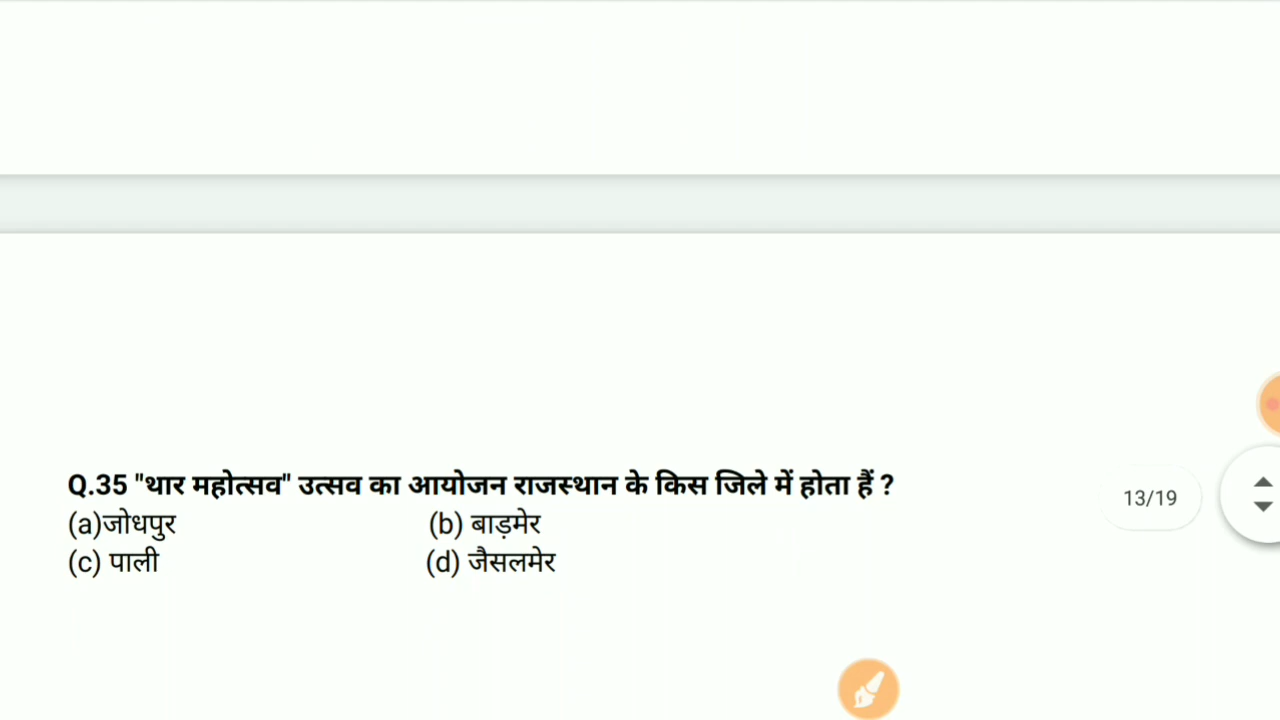 Q.35 "थार महोत्सव" उत्सव का आयोजन राजस्थान के किस जिले में होता हैं ?
(a)जोधपुर (b) बाड़मेर
(c) पाली (d) जैसलमेर
13/19